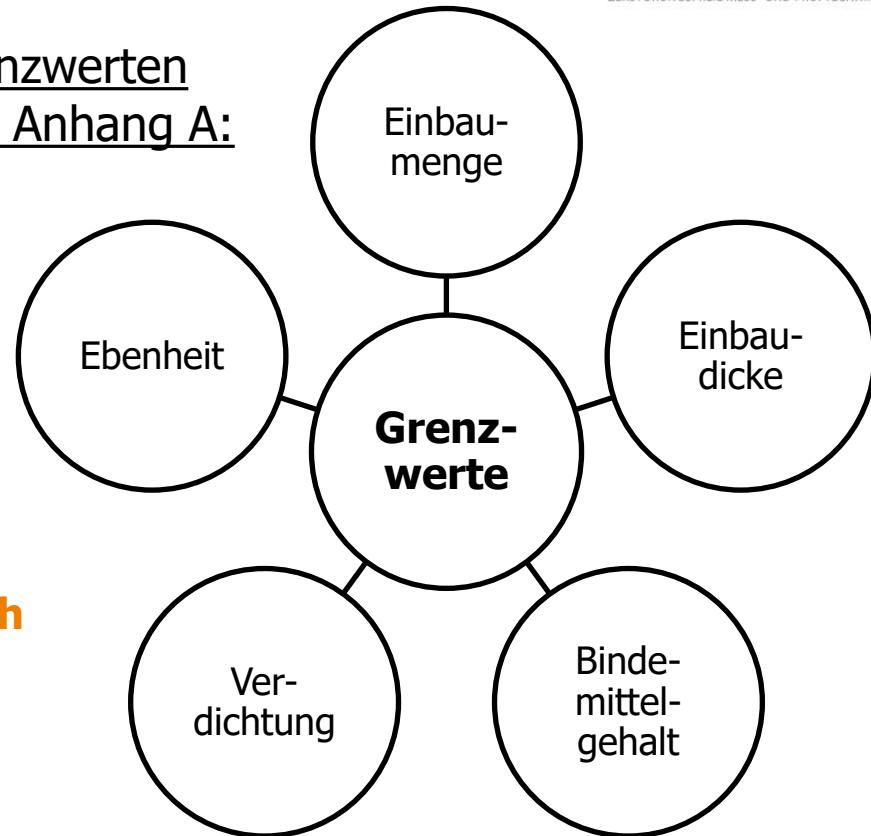 nzwerten
Anhang A:
Einbau-
menge
Ebenheit
Einbau-
dicke
Grenz-
werte
h
Ver-
dichtung
Binde-
mittel-
gehalt